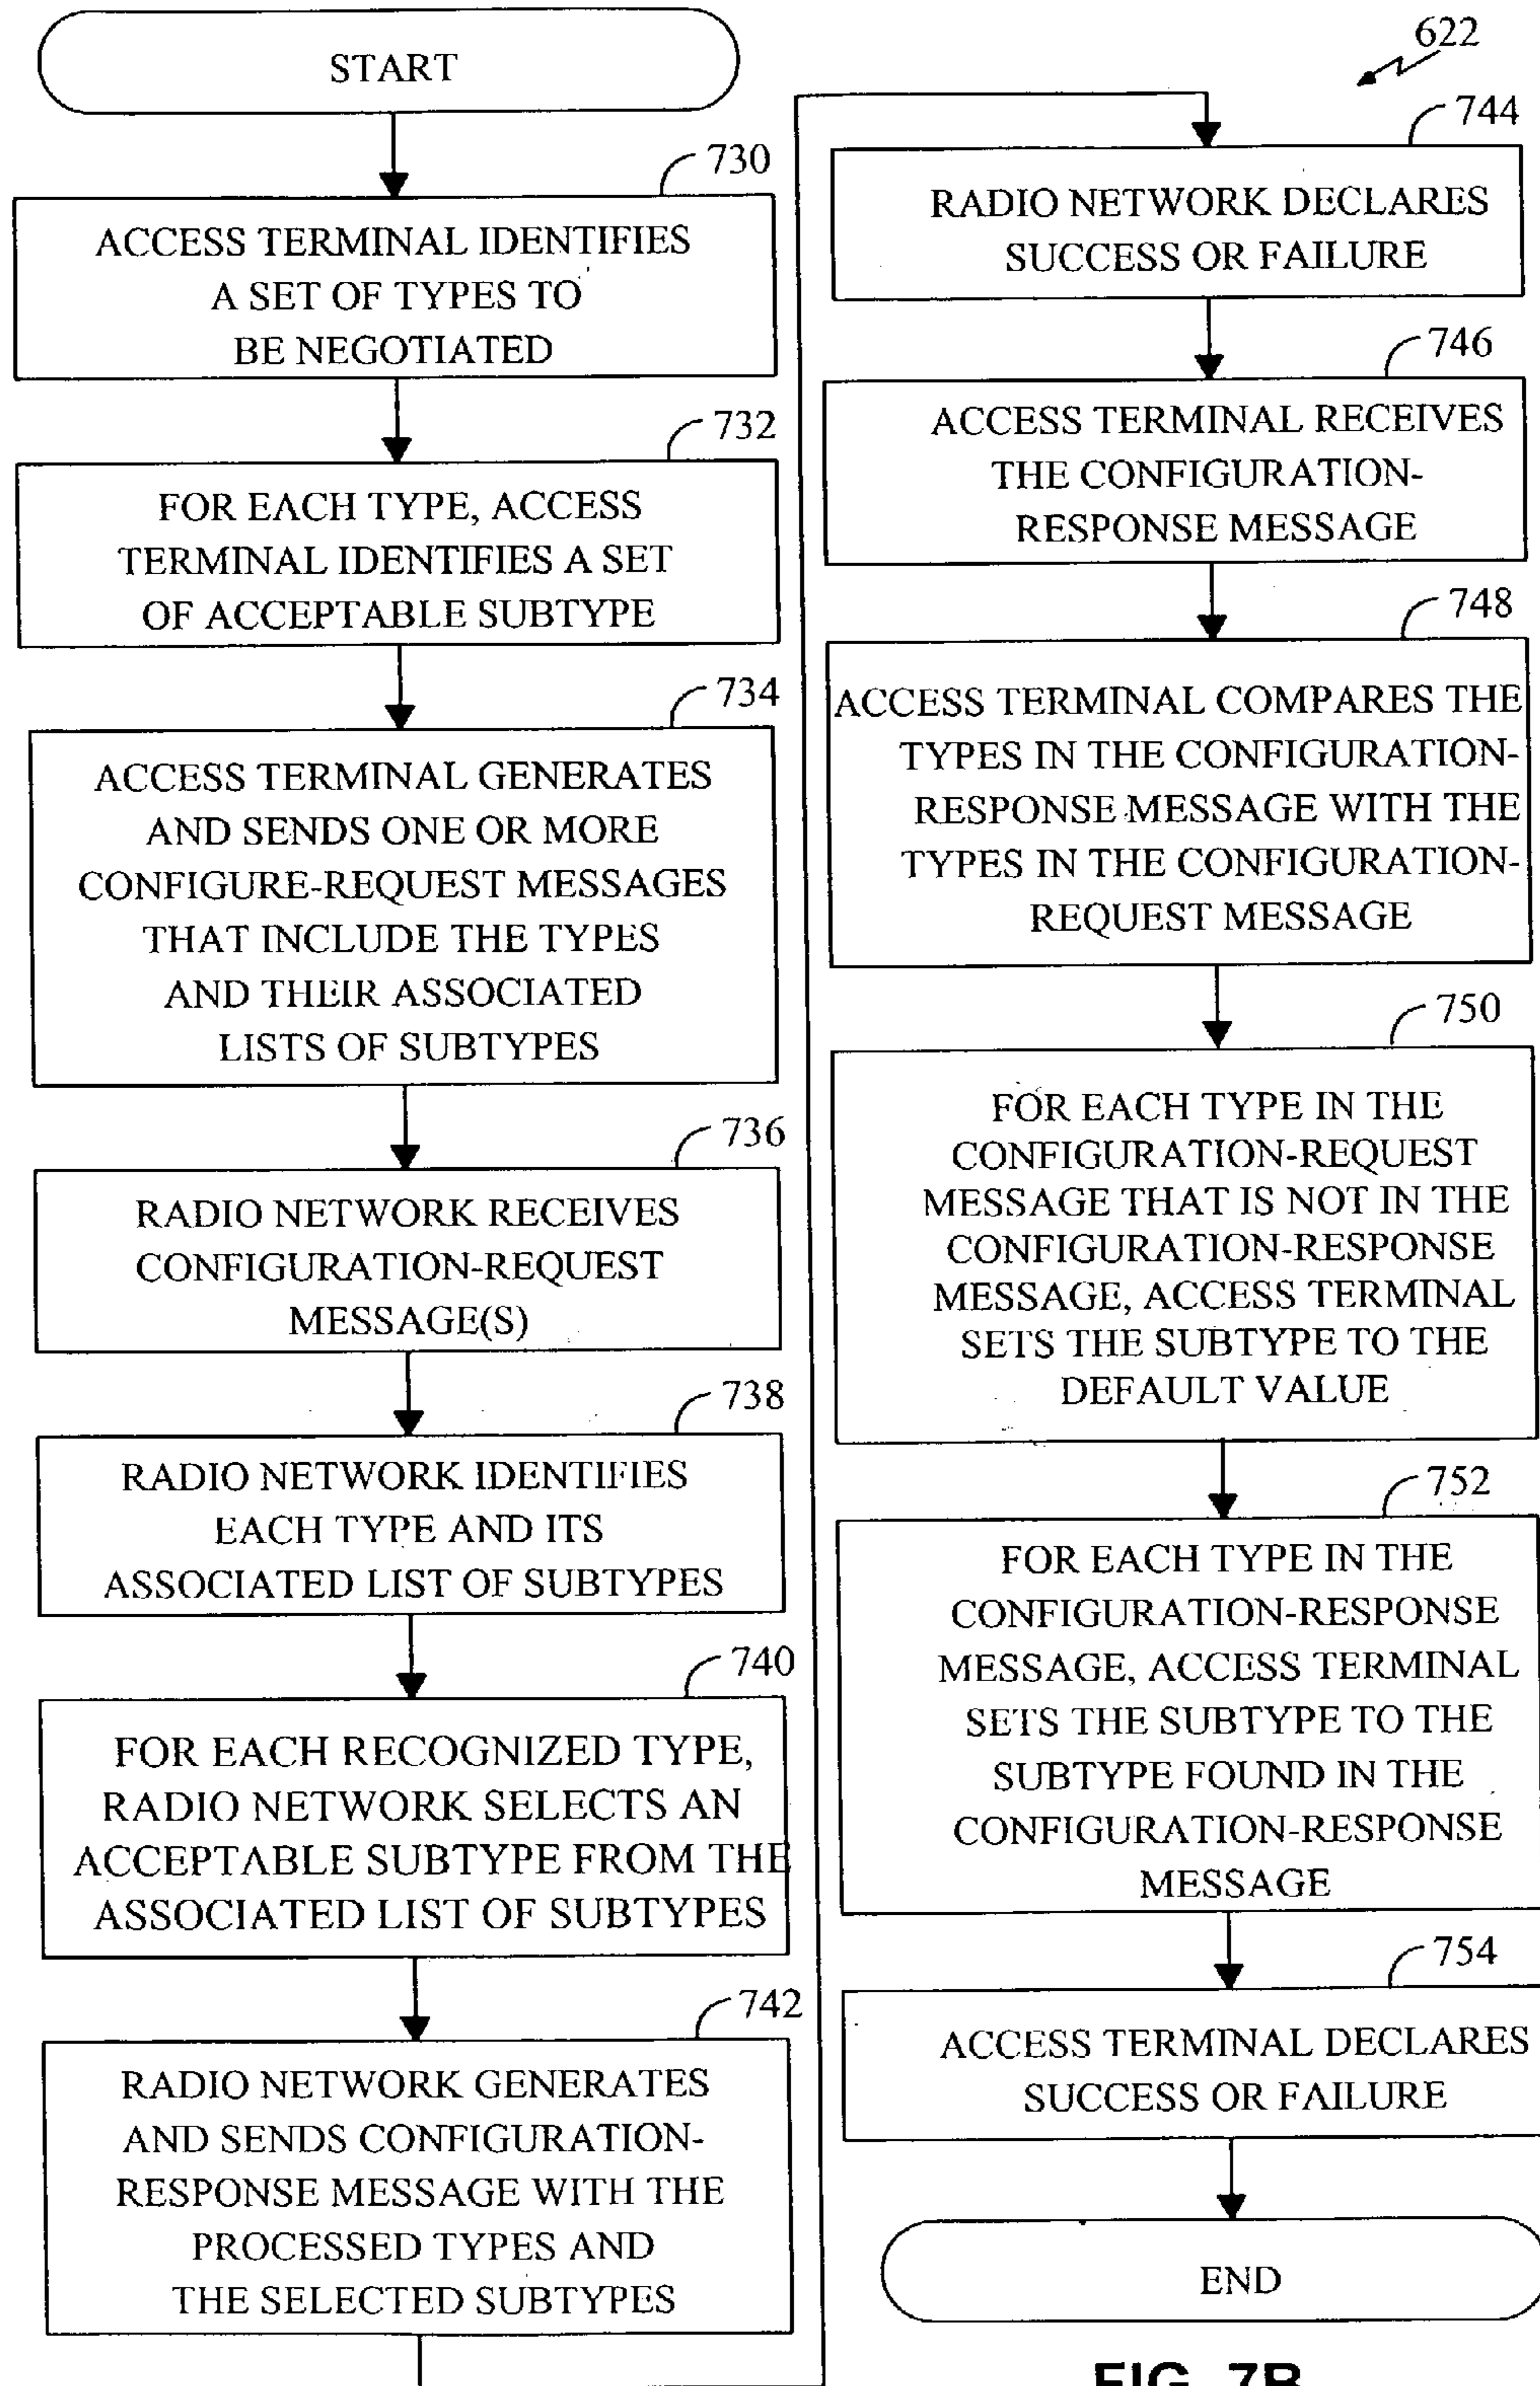 START
730
ACCESS TERMINAL IDENTIFIES
A SET OF TYPES TO
BE NEGOTIATED
732
FOR EACH TYPE, ACCESS
TERMINAL IDENTIFIES A SET
OF ACCEPTABLE SUBTYPE
734
ACCESS TERMINAL GENERATES
AND SENDS ONE OR MORE
CONFIGURE-REQUEST MESSAGES
THAT INCLUDE THE TYPES
AND THEIR ASSOCIATED
LISTS OF SUBTYPES
736
RADIO NETWORK RECEIVES
CONFIGURATION-REQUEST
MESSAGE(S)
738
RADIO NETWORK IDENTIFIES
EACH TYPE AND ITS
ASSOCIATED LIST OF SUBTYPES
740
FOR EACH RECOGNIZED TYPE,
RADIO NETWORK SELECTS AN
ACCEPTABLE SUBTYPE FROM THE
ASSOCIATED LIST OF SUBTYPES
742
RADIO NETWORK GENERATES
AND SENDS CONFIGURATION-
RESPONSE MESSAGE WITH THE
PROCESSED TYPES AND
THE SELECTED SUBTYPES
622
744
RADIO NETWORK DECLARES
SUCCESS OR FAILURE
746
ACCESS TERMINAL RECEIVES
THE CONFIGURATION-
RESPONSE MESSAGE
748
ACCESS TERMINAL COMPARES THE
TYPES IN THE CONFIGURATION-
RESPONSE MESSAGE WITH THE
TYPES IN THE CONFIGURATION-
REQUEST MESSAGE
750
FOR EACH TYPE IN THE
CONFIGURATION-REQUEST
MESSAGE THAT IS NOT IN THE
CONFIGURATION-RESPONSE
MESSAGE, ACCESS TERMINAL
SETS THE SUBTYPE TO THE
DEFAULT VALUE
752
FOR EACH TYPE IN THE
CONFIGURATION-RESPONSE
MESSAGE, ACCESS TERMINAL
SETS THE SUBTYPE TO THE
SUBTYPE FOUND IN THE
CONFIGURATION-RESPONSE
MESSAGE
754
ACCESS TERMINAL DECLARES
SUCCESS OR FAILURE
END
FIG. 7B